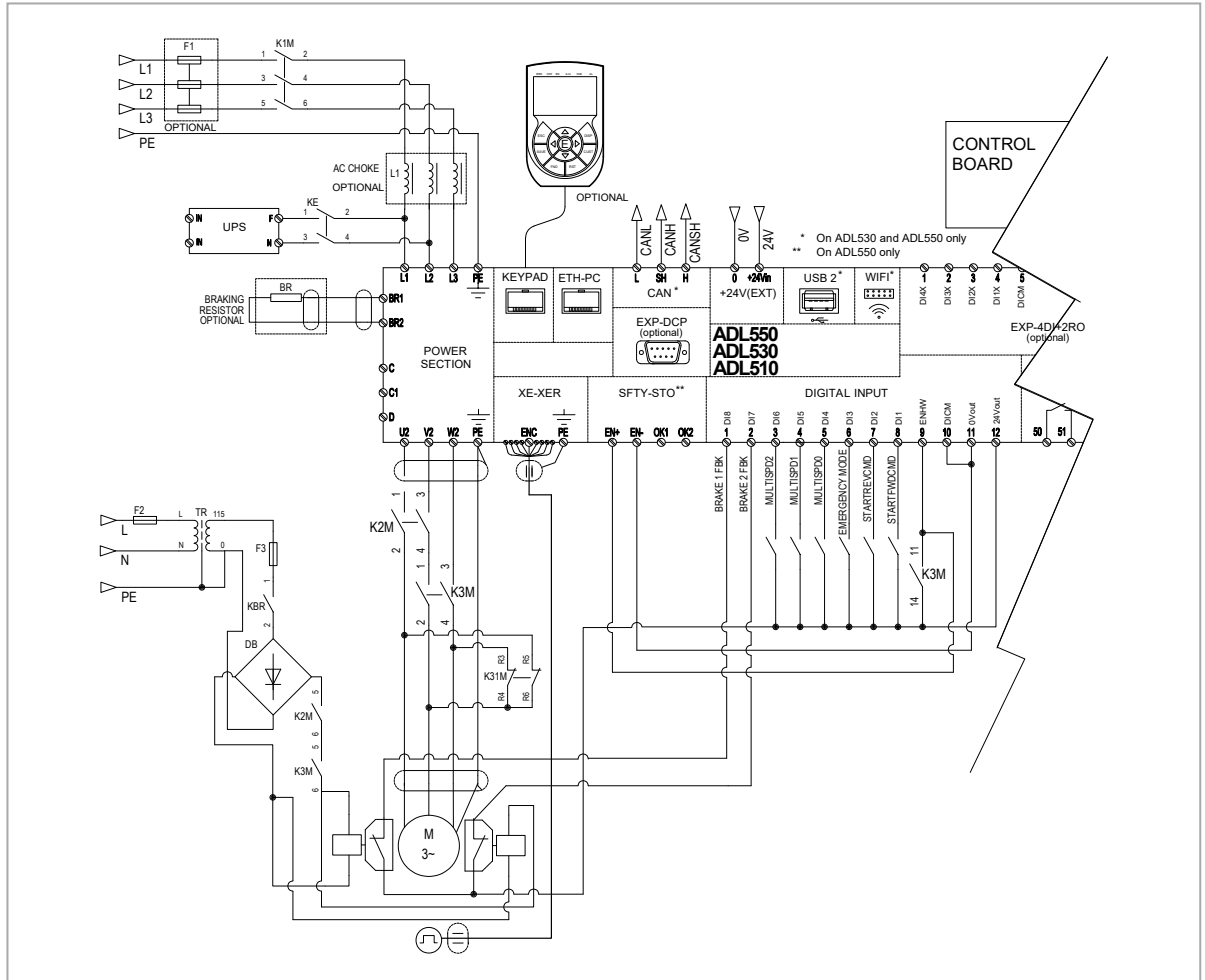 F1
K1M
L1
1
2
L2
3
4
L3
5
6
OPTIONAL
PE
AC CHOKE
OPTIONAL
L1
OPTIONAL
CONTROL
BOARD
UPS
IN
IN
F
N
KE
1
2
3
4
CANL
CANH
CANSH
0V
24V
* On ADL530 and ADL550 only
** On ADL550 only
L1
L2
L3
PE
KEYPAD
ETH-PC
L
SH
H
CAN *
0
+24Vin
+24V(EXT)
USB 2*
WIFI*
1
2
3
4
5
DI4X
DI3X
DI2X
DI1X
DICM
EXP-4DI+2RO
(optional)
BRAKING
RESISTOR
OPTIONAL
BR
BR1
BR2
C
C1
D
POWER
SECTION
EXP-DCP
(optional)
ADL550
ADL530
ADL510
XE-XER
SFTY-STO**
DIGITAL INPUT
U2
V2
W2
PE
ENC
PE
EN+
EN-
OK1
OK2
1
2
3
4
5
6
7
8
9
10
11
12
DI8
DI7
DI6
DI5
DI4
DI3
DI2
DI1
ENHW
DICM
0Vout
24Vout
50
51
BRAKE 1 FBK
BRAKE 2 FBK
MULTISPD2
MULTISPD1
MULTISPD0
EMERGENCY MODE
STARTREVCMD
STARTFWDCMD
11
K3M
14
L
F2
TR
L
115
N
N
0
F3
PE
1
KBR
2
DB
K2M
1
3
2
4
1
3
K3M
2
4
K31M
R3
R5
R4
R6
5
K2M
6
5
K3M
6
M
3~